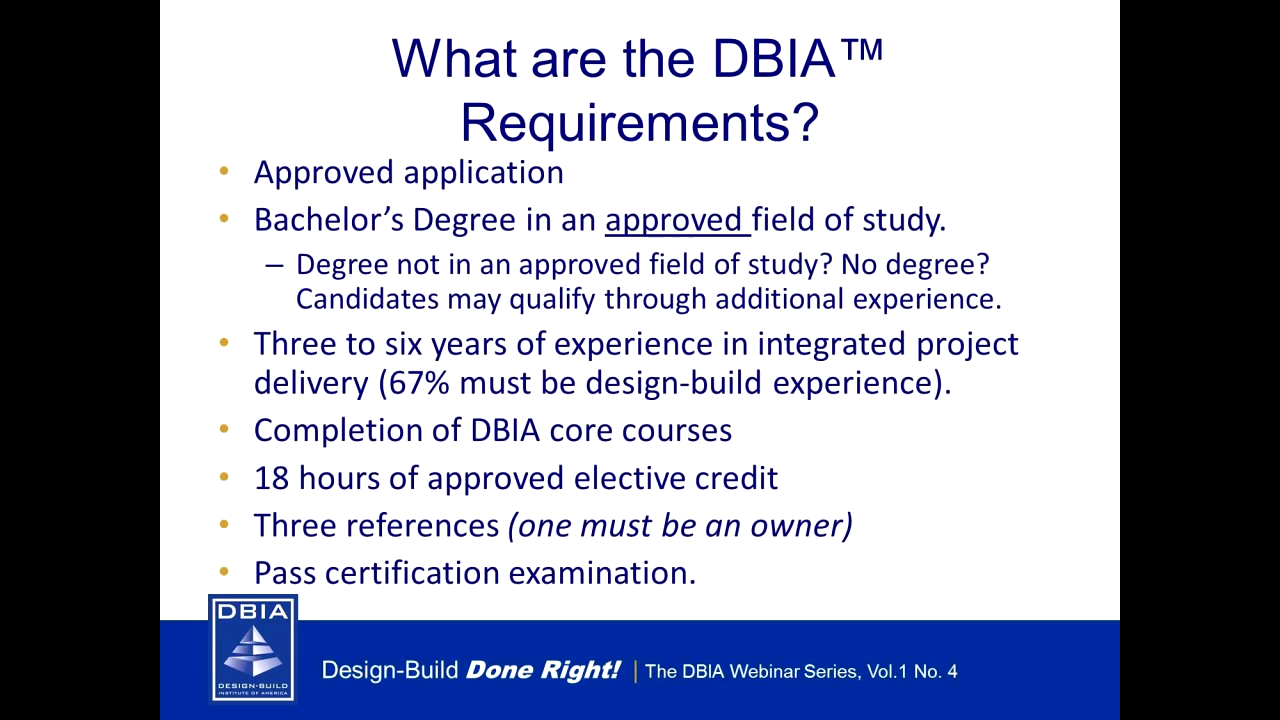 What are the DBIA™
Requirements?
• Approved application
• Bachelor’s Degree in an approved field of study.
– Degree not in an approved field of study? No degree?
Candidates may qualify through additional experience.
• Three to six years of experience in integrated project
delivery (67% must be design-build experience).
• Completion of DBIA core courses
• 18 hours of approved elective credit
• Three references (one must be an owner)
• Pass certification examination.
DBIA
DESIGN-BUILD
INSTITUTE OF AMERICA
Design-Build Done Right! | The DBIA Webinar Series, Vol.1 No. 4